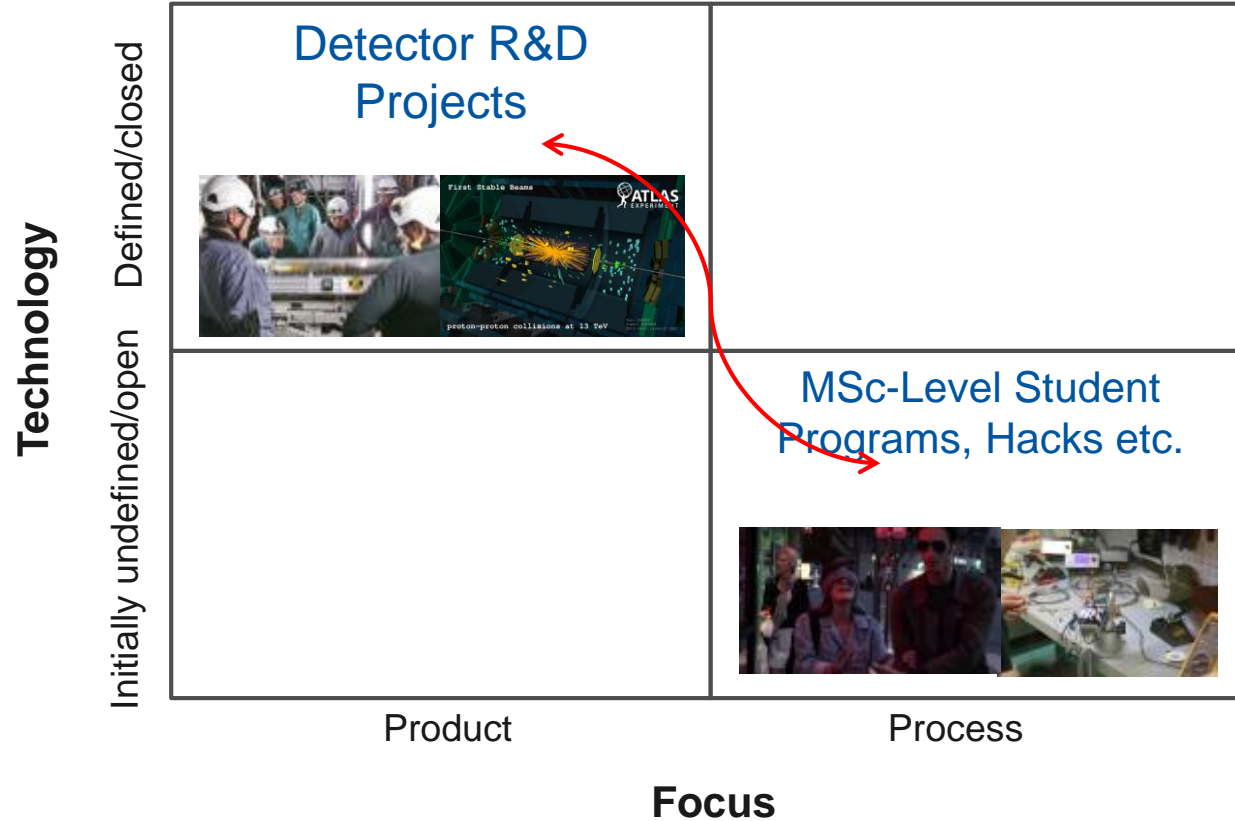 Detector R&D
Projects
First Stable Beams
ATLAS
EXPERIMENT
proton-proton collisions at 13 TeV
MSc-Level Student
Programs, Hacks etc.
Technology
Defined/closed
Initially undefined/open
Product
Process
Focus